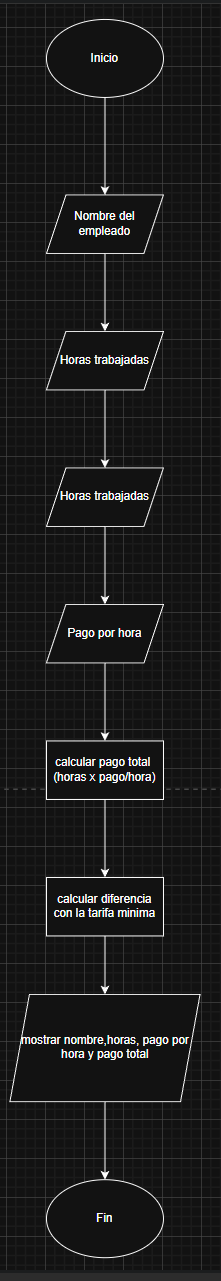 Inicio
Nombre del
empleado
Horas trabajadas
Horas trabajadas
Pago por hora
calcular pago total
(horas x pago/hora)
calcular diferencia
con la tarifa minima
mostrar nombre,horas, pago por
hora y pago total
Fin